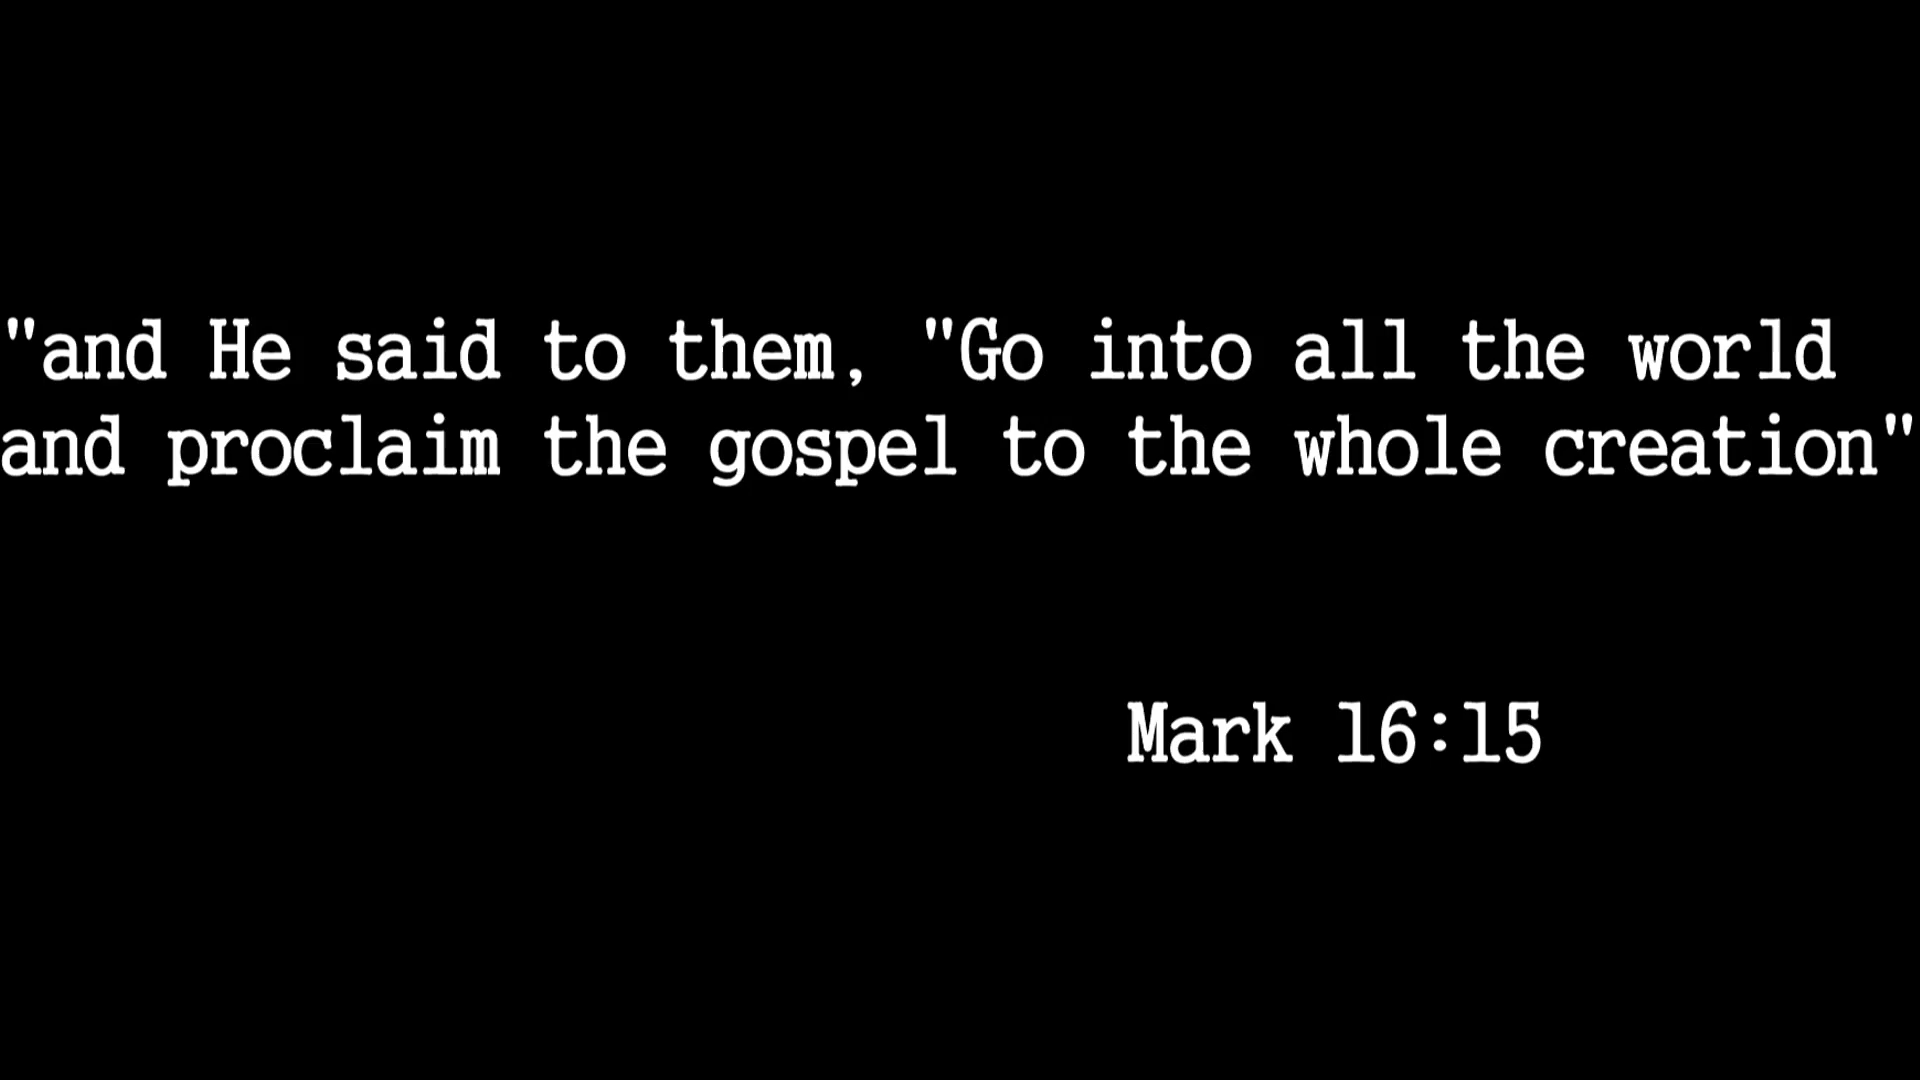 "and He said to them, "Go into all the world
and proclaim the gospel to the whole creation"
Mark 16:15